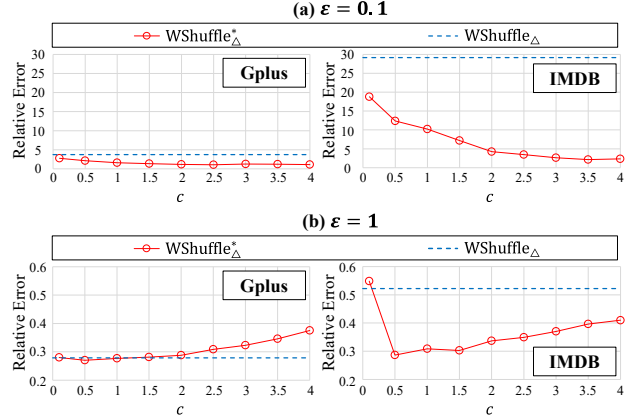 (a) ε = 0.1
WShuffle*△ WShuffle△
Relative Error
30
25
20
15
10
5
0
Gplus
0 0.5 1 1.5 2 2.5 3 3.5 4
c
Relative Error
30
25
20
15
10
5
0
IMDB
0 0.5 1 1.5 2 2.5 3 3.5 4
c
(b) ε = 1
WShuffle*△ WShuffle△
Relative Error
0.6
0.5
0.4
0.3
0.2
Gplus
0 0.5 1 1.5 2 2.5 3 3.5 4
c
Relative Error
0.6
0.5
0.4
0.3
0.2
IMDB
0 0.5 1 1.5 2 2.5 3 3.5 4
c